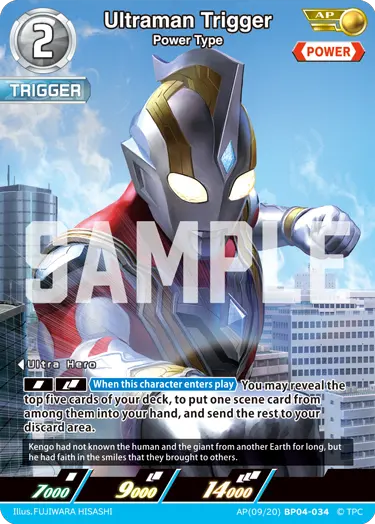 Ultraman Trigger
Power Type
AP
2
TRIGGER
POWER
SAMPLE
Ultra Hero
When this character enters play You may reveal the
top five cards of your deck, to put one scene card from
among them into your hand, and send the rest to your
discard area.
Kengo had not known the human and the giant from another Earth for long, but
he had faith in the smiles that they brought to others.
7000
9000
14000
Illus.FUJIWARA HISASHI
AP(09/20) BP04-034 © TPC